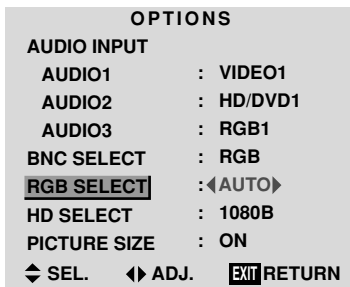 OPTIONS
AUDIO INPUT
AUDIO1 : VIDEO1
AUDIO2 : HD/DVD1
AUDIO3 : RGB1
BNC SELECT : RGB
RGB SELECT : ◀AUTO▶
HD SELECT : 1080B
PICTURE SIZE : ON
SEL. ADJ. EXIT RETURN